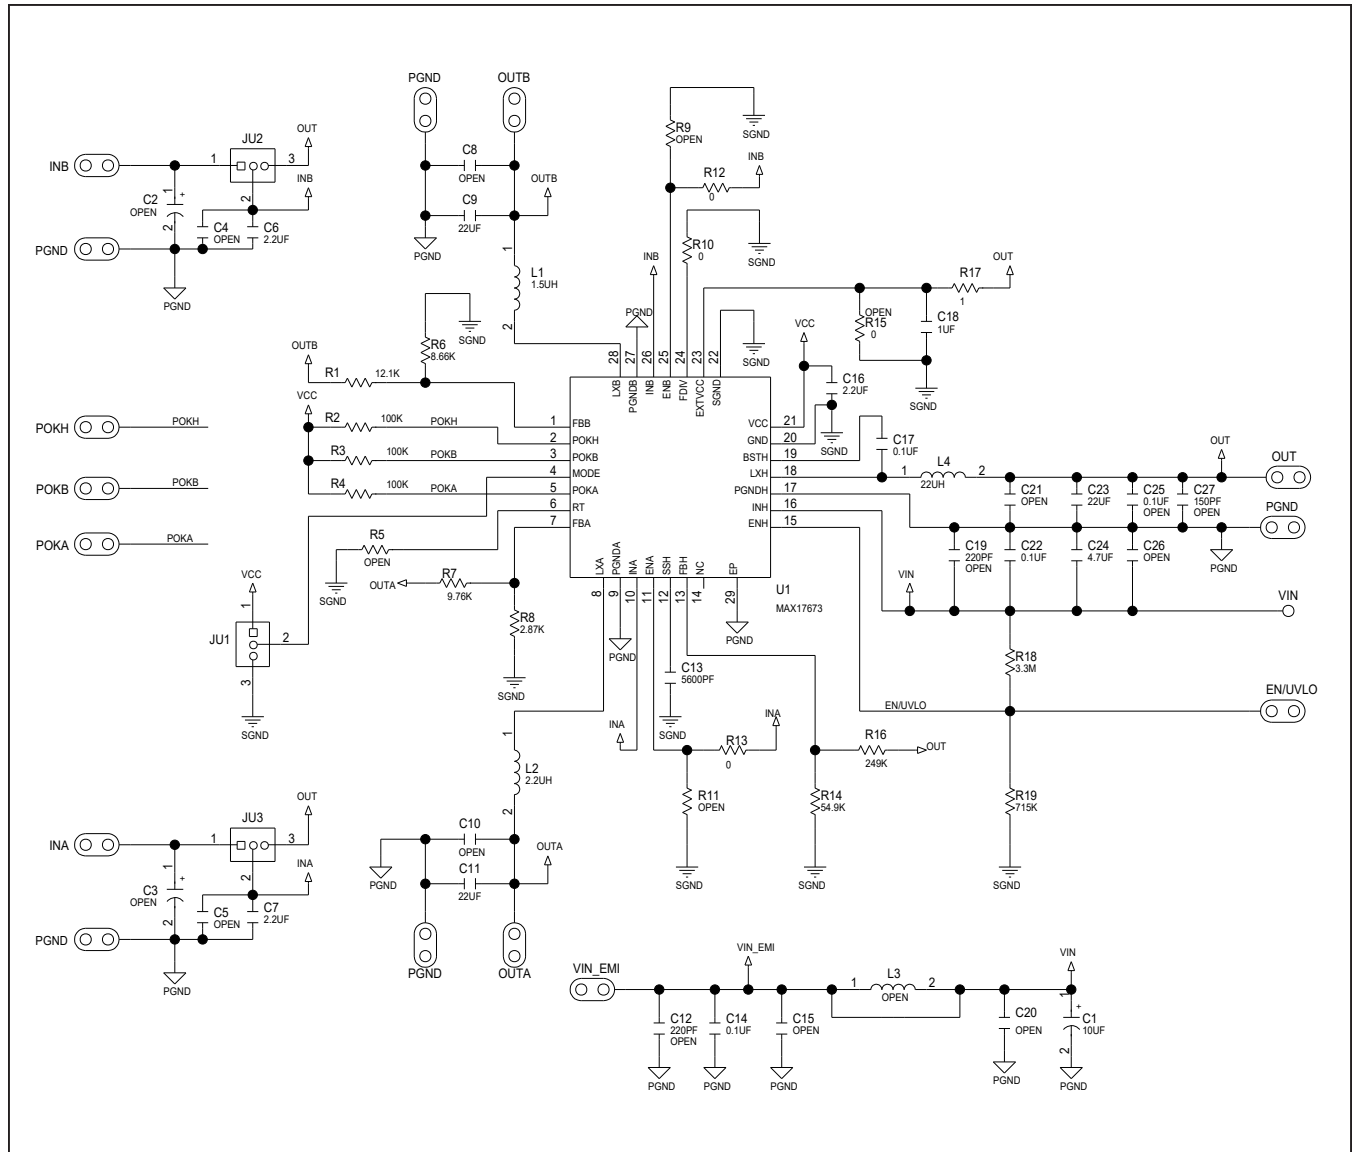 PGND OUTB
JU2
OUT
INB
1
3
2
INB
C2
OPEN
1
+
2
C4
OPEN
C6
2.2UF
PGND
PGND
C8
OPEN
C9
22UF
OUTB
PGND
1
L1
1.5UH
2
R9
OPEN
SGND
R12
0
INB
R10
0
SGND
INB
PGND
R17
1
OUT
OPEN
R15
0
C18
1UF
SGND
SGND
VCC
C16
2.2UF
SGND
C17
0.1UF
SGND
R6
8.66K
OUTB
R1
12.1K
VCC
R2
100K
POKH
R3
100K
POKB
R4
100K
POKA
POKH
POKH
POKB
POKB
POKA
POKA
28
27
26
25
24
23
22
LXB
PGNDB
INB
ENB
FDIV
EXTVCC
SGND
1 FBB
2 POKH
3 POKB
4 MODE
5 POKA
6 RT
7 FBA
VCC 21
GND 20
BSTH 19
LXH 18
PGNDH 17
INH 16
ENH 15
LXA
PGNDA
INA
ENA
SSH
FBH
NC
EP
8
9
10
11
12
13
14
29
U1
MAX17673
PGND
1
L4
22UH
2
OUT
OUT
C21
OPEN
C23
22UF
C25
0.1UF
OPEN
C27
150PF
OPEN
PGND
C19
220PF
OPEN
C22
0.1UF
C24
4.7UF
C26
OPEN
PGND
VIN
VIN
R18
3.3M
EN/UVLO
EN/UVLO
R19
715K
SGND
R5
OPEN
SGND
OUTA
R7
9.76K
R8
2.87K
SGND
VCC
1
JU1
2
3
SGND
PGND
C13
5600PF
SGND
INA
INA
R13
0
R11
OPEN
SGND
R16
249K
OUT
R14
54.9K
SGND
1
L2
2.2UH
2
C10
OPEN
C11
22UF
OUTA
PGND
PGND OUTA
JU3
OUT
INA
1
3
2
INA
C3
OPEN
1
+
2
C5
OPEN
C7
2.2UF
PGND
PGND
VIN_EMI
VIN_EMI
1
L3
OPEN
2
VIN
C12
220PF
OPEN
C14
0.1UF
C15
OPEN
C20
OPEN
1
+
C1
10UF
2
PGND
PGND
PGND
PGND
PGND